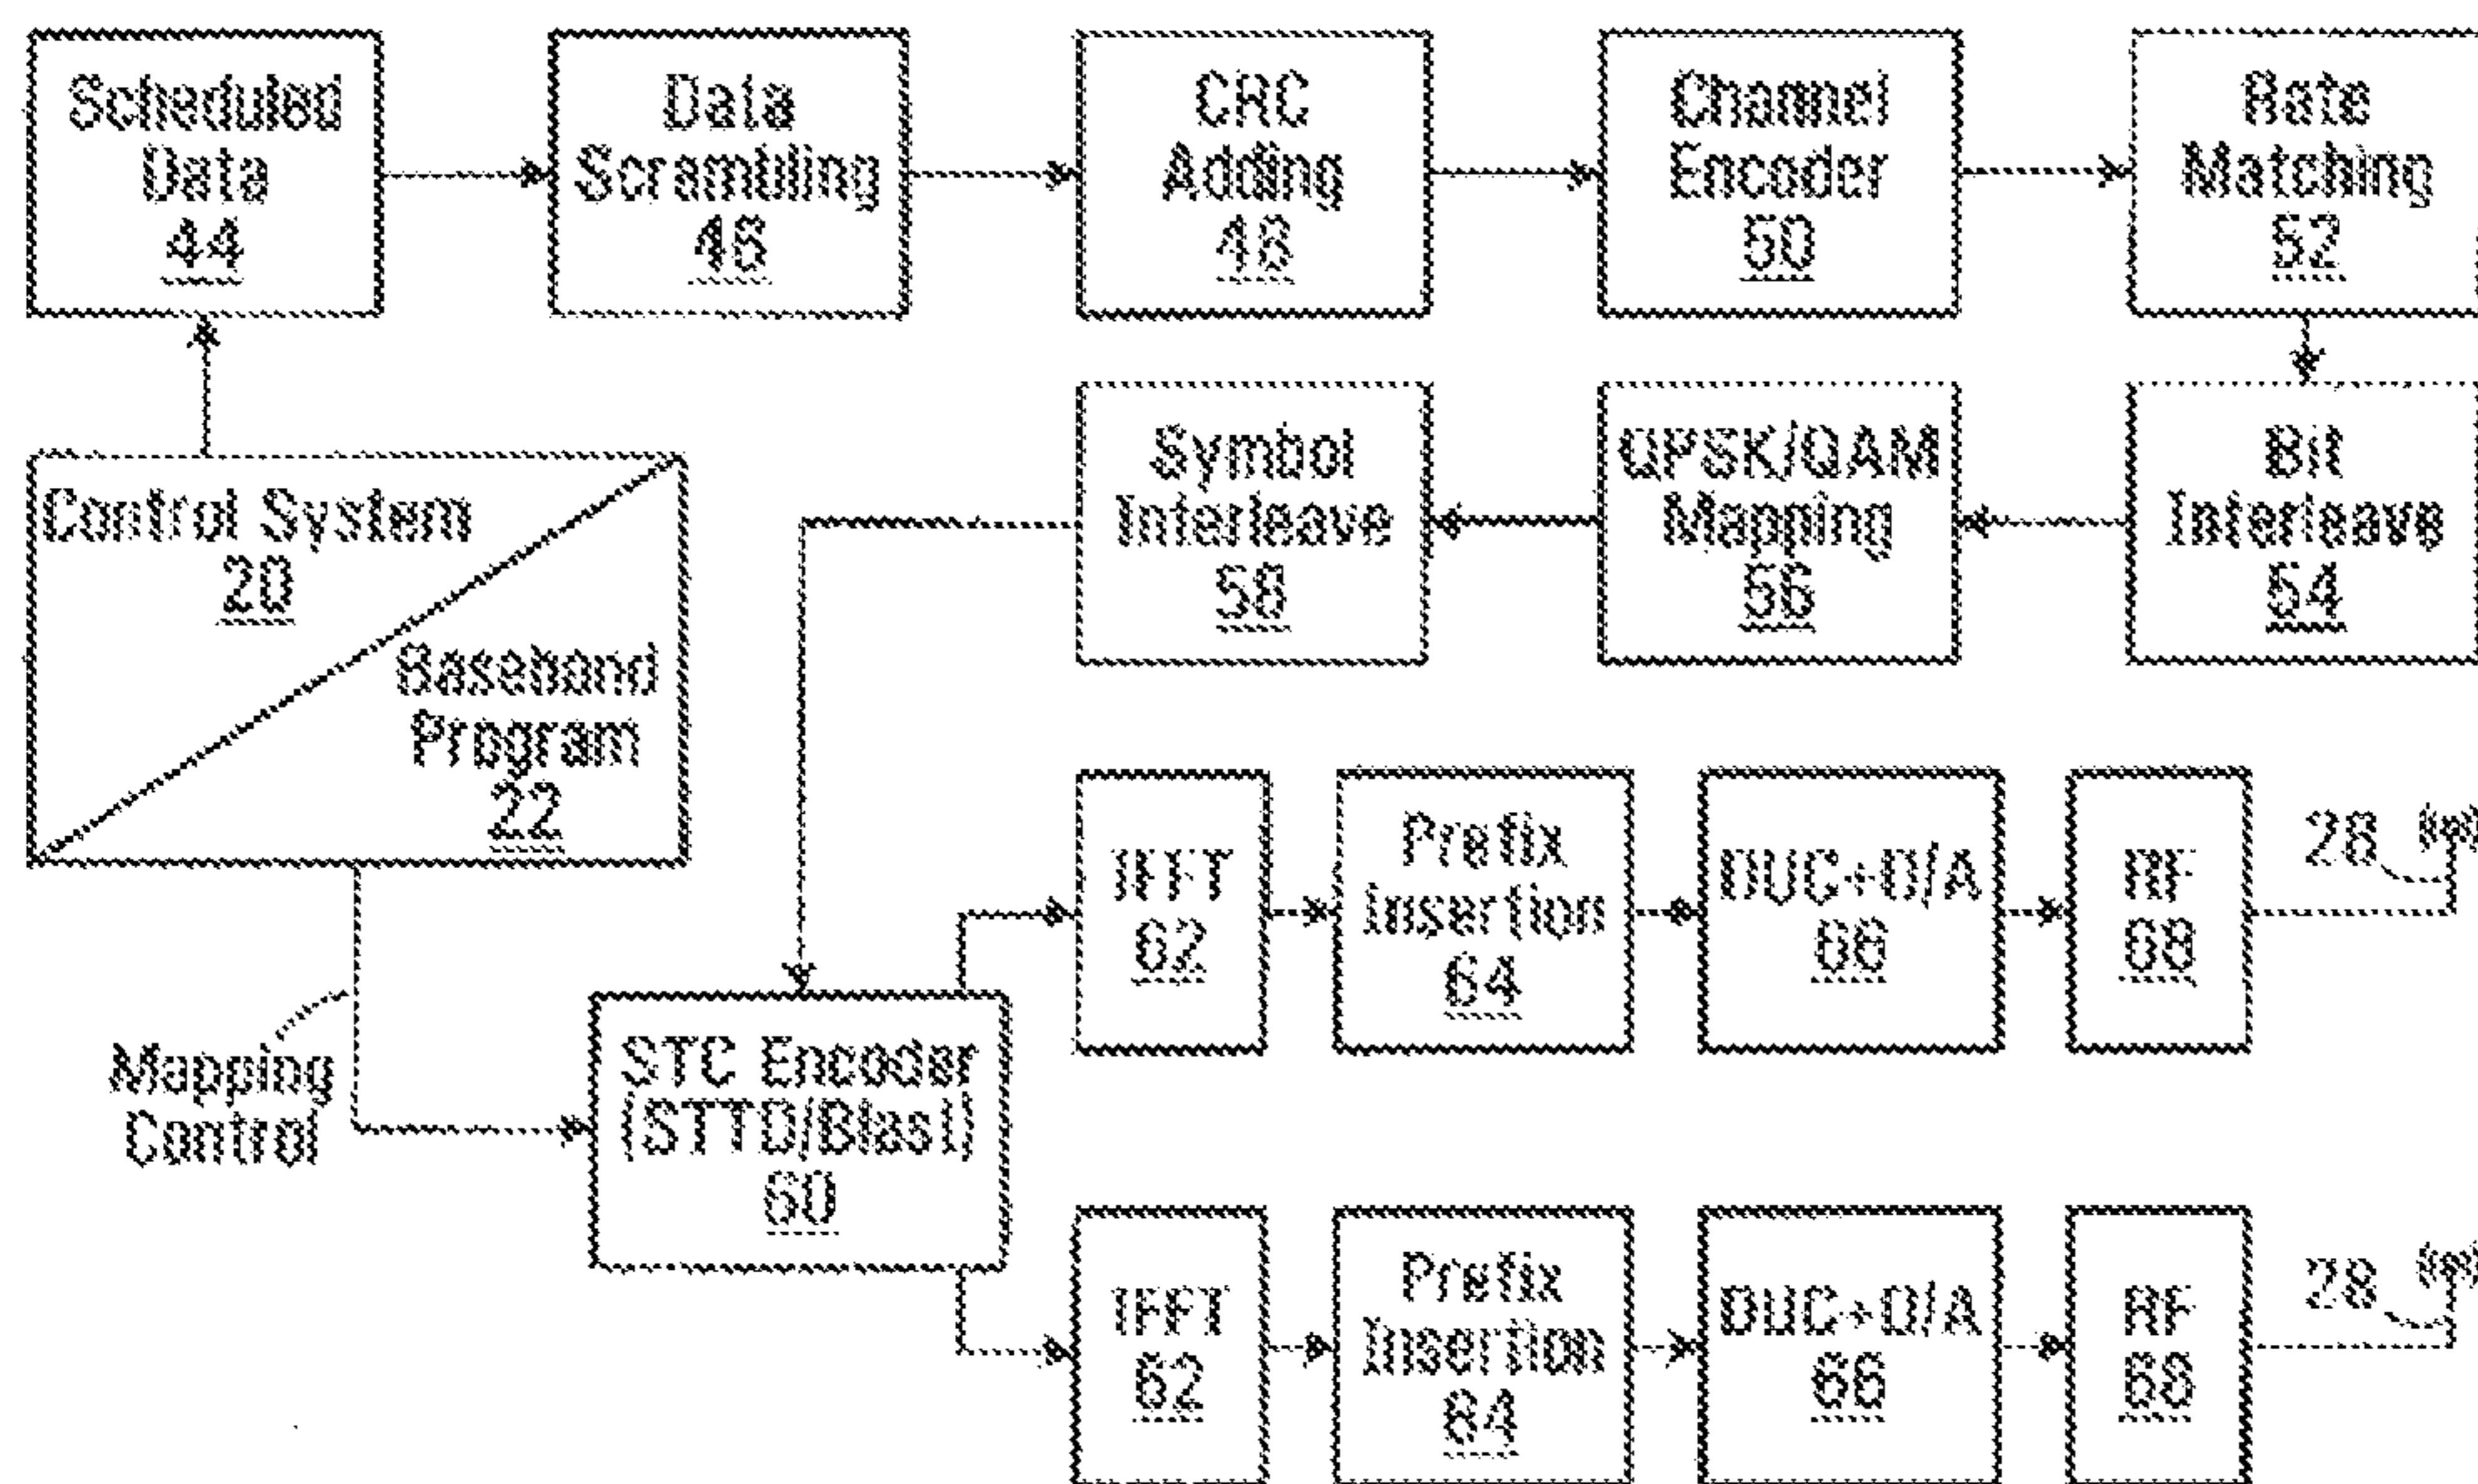 Scheduled
Data
44
Data
Scrambling
46
CRC
Adding
48
Channel
Encoder
50
Rate
Matching
52
Symbol
Interleave
58
QPSK/QAM
Mapping
56
Bit
Interleave
54
Control System
20
Baseband
Program
22
Mapping
Control
STC Encoder
(STTD/Blast)
60
IFFT
62
Prefix
Insertion
64
DUC+D/A
66
RF
68
28
IFFT
62
Prefix
Insertion
64
DUC+D/A
66
RF
68
28